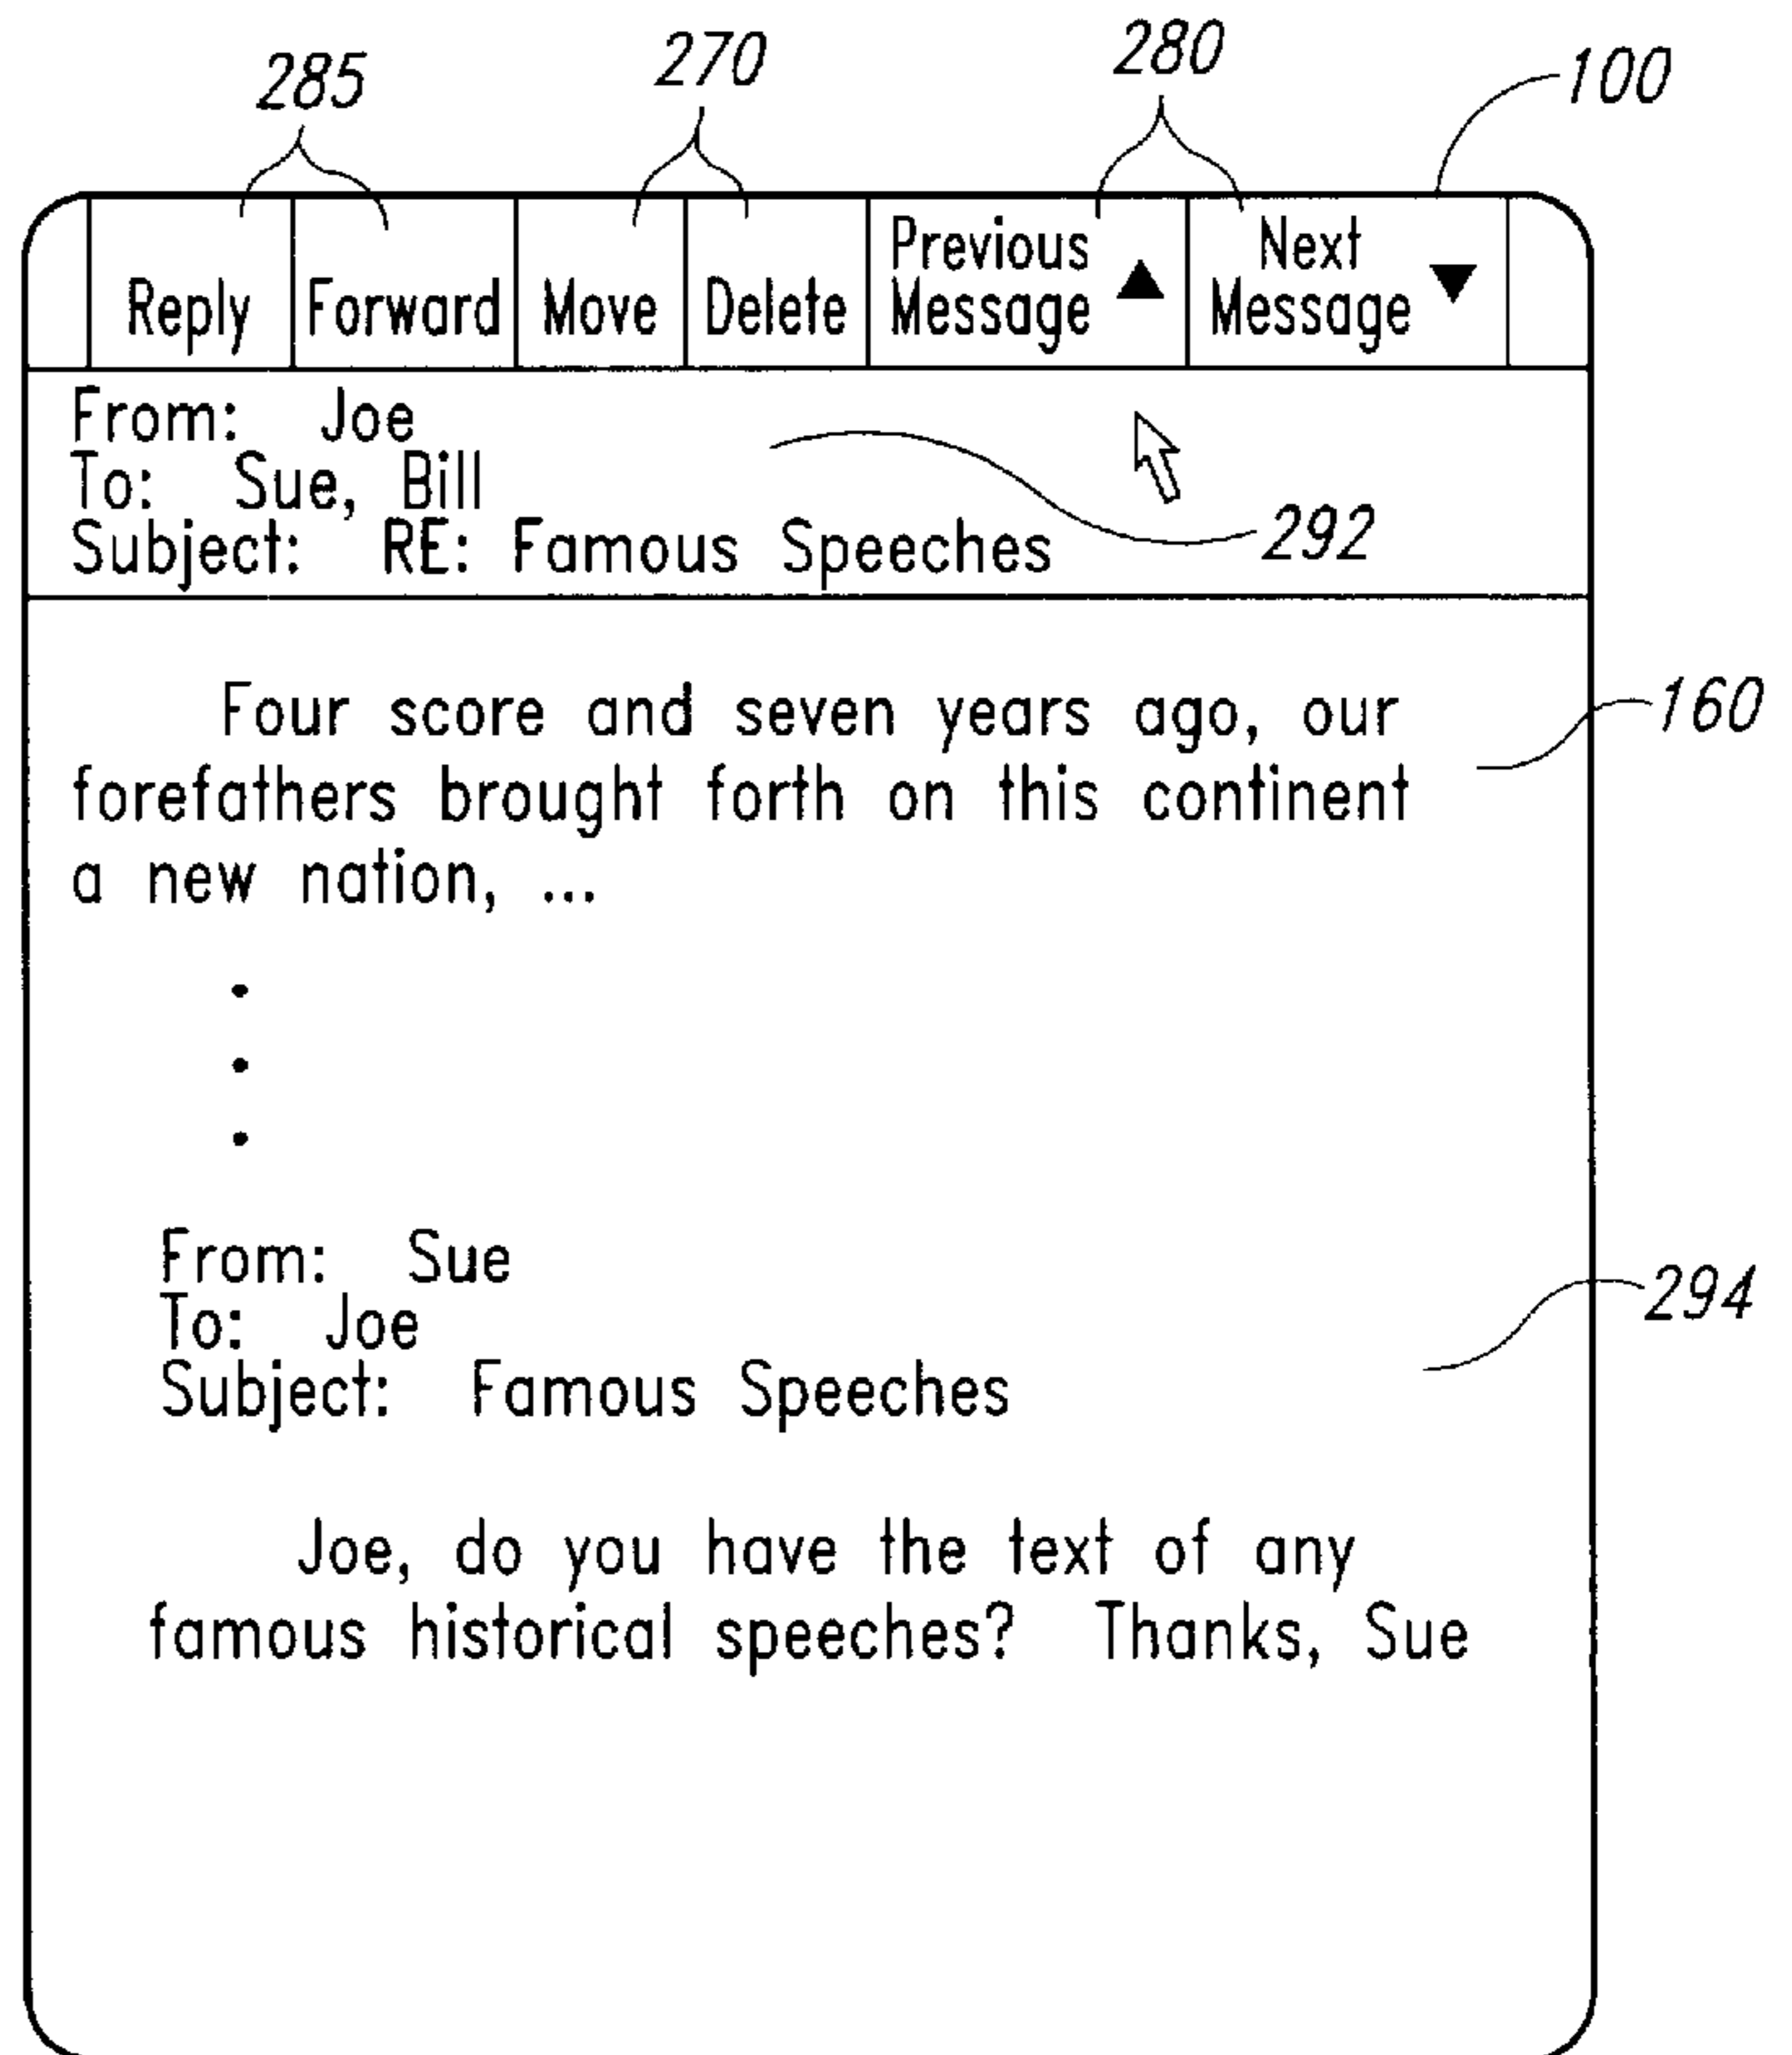 285 270 280 100
Reply Forward Move Delete Previous Message ▲ Next Message ▼
From: Joe
To: Sue, Bill
Subject: RE: Famous Speeches 292
Four score and seven years ago, our 160
forefathers brought forth on this continent
a new nation, ...
From: Sue
To: Joe 294
Subject: Famous Speeches
Joe, do you have the text of any
famous historical speeches? Thanks, Sue